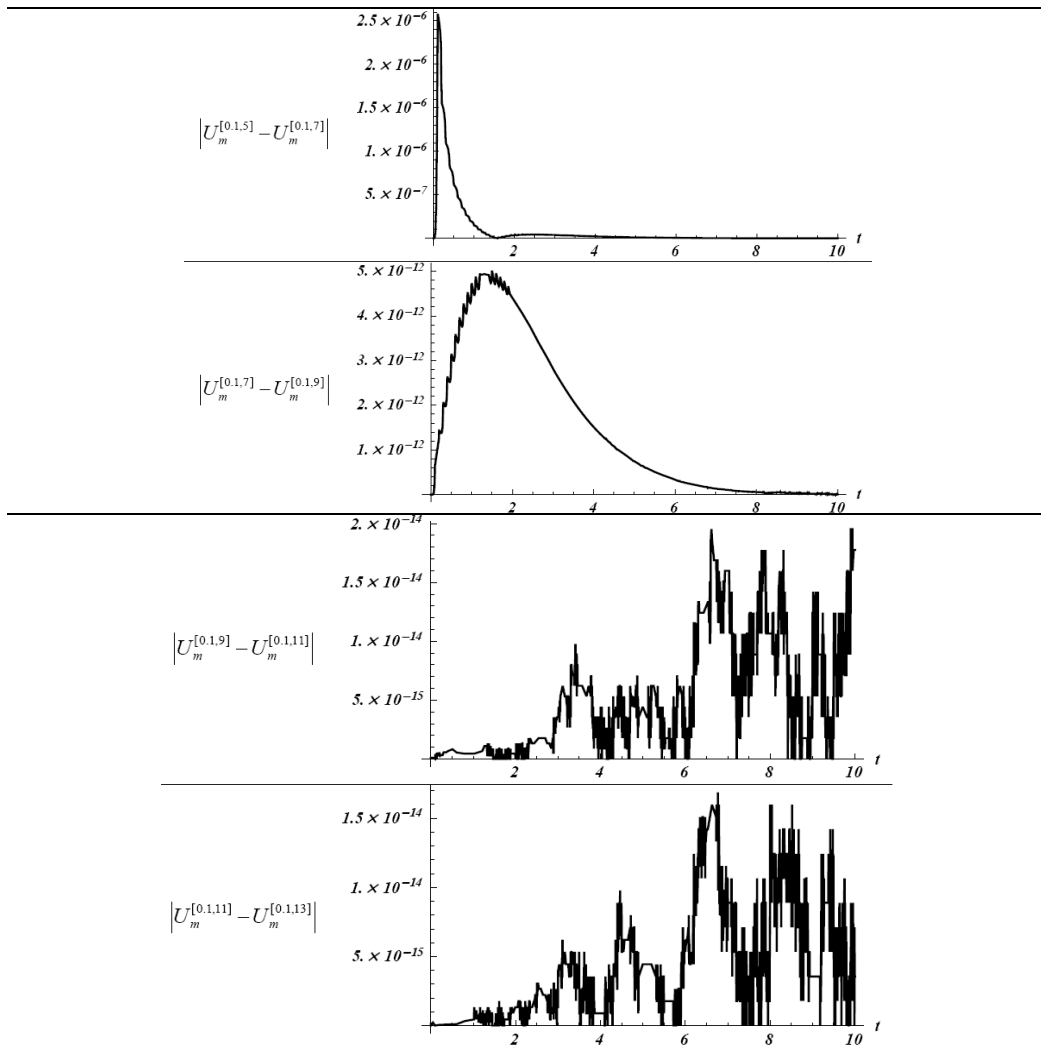 2.5 × 10⁻⁶
2. × 10⁻⁶
1.5 × 10⁻⁶
1. × 10⁻⁶
5. × 10⁻⁷
|U_m^[0.1,5] − U_m^[0.1,7]|
2 4 6 8 10 t
5. × 10⁻¹²
4. × 10⁻¹²
3. × 10⁻¹²
2. × 10⁻¹²
1. × 10⁻¹²
|U_m^[0.1,7] − U_m^[0.1,9]|
2 4 6 8 10 t
2. × 10⁻¹⁴
1.5 × 10⁻¹⁴
1. × 10⁻¹⁴
5. × 10⁻¹⁵
|U_m^[0.1,9] − U_m^[0.1,11]|
2 4 6 8 10 t
1.5 × 10⁻¹⁴
1. × 10⁻¹⁴
5. × 10⁻¹⁵
|U_m^[0.1,11] − U_m^[0.1,13]|
2 4 6 8 10 t